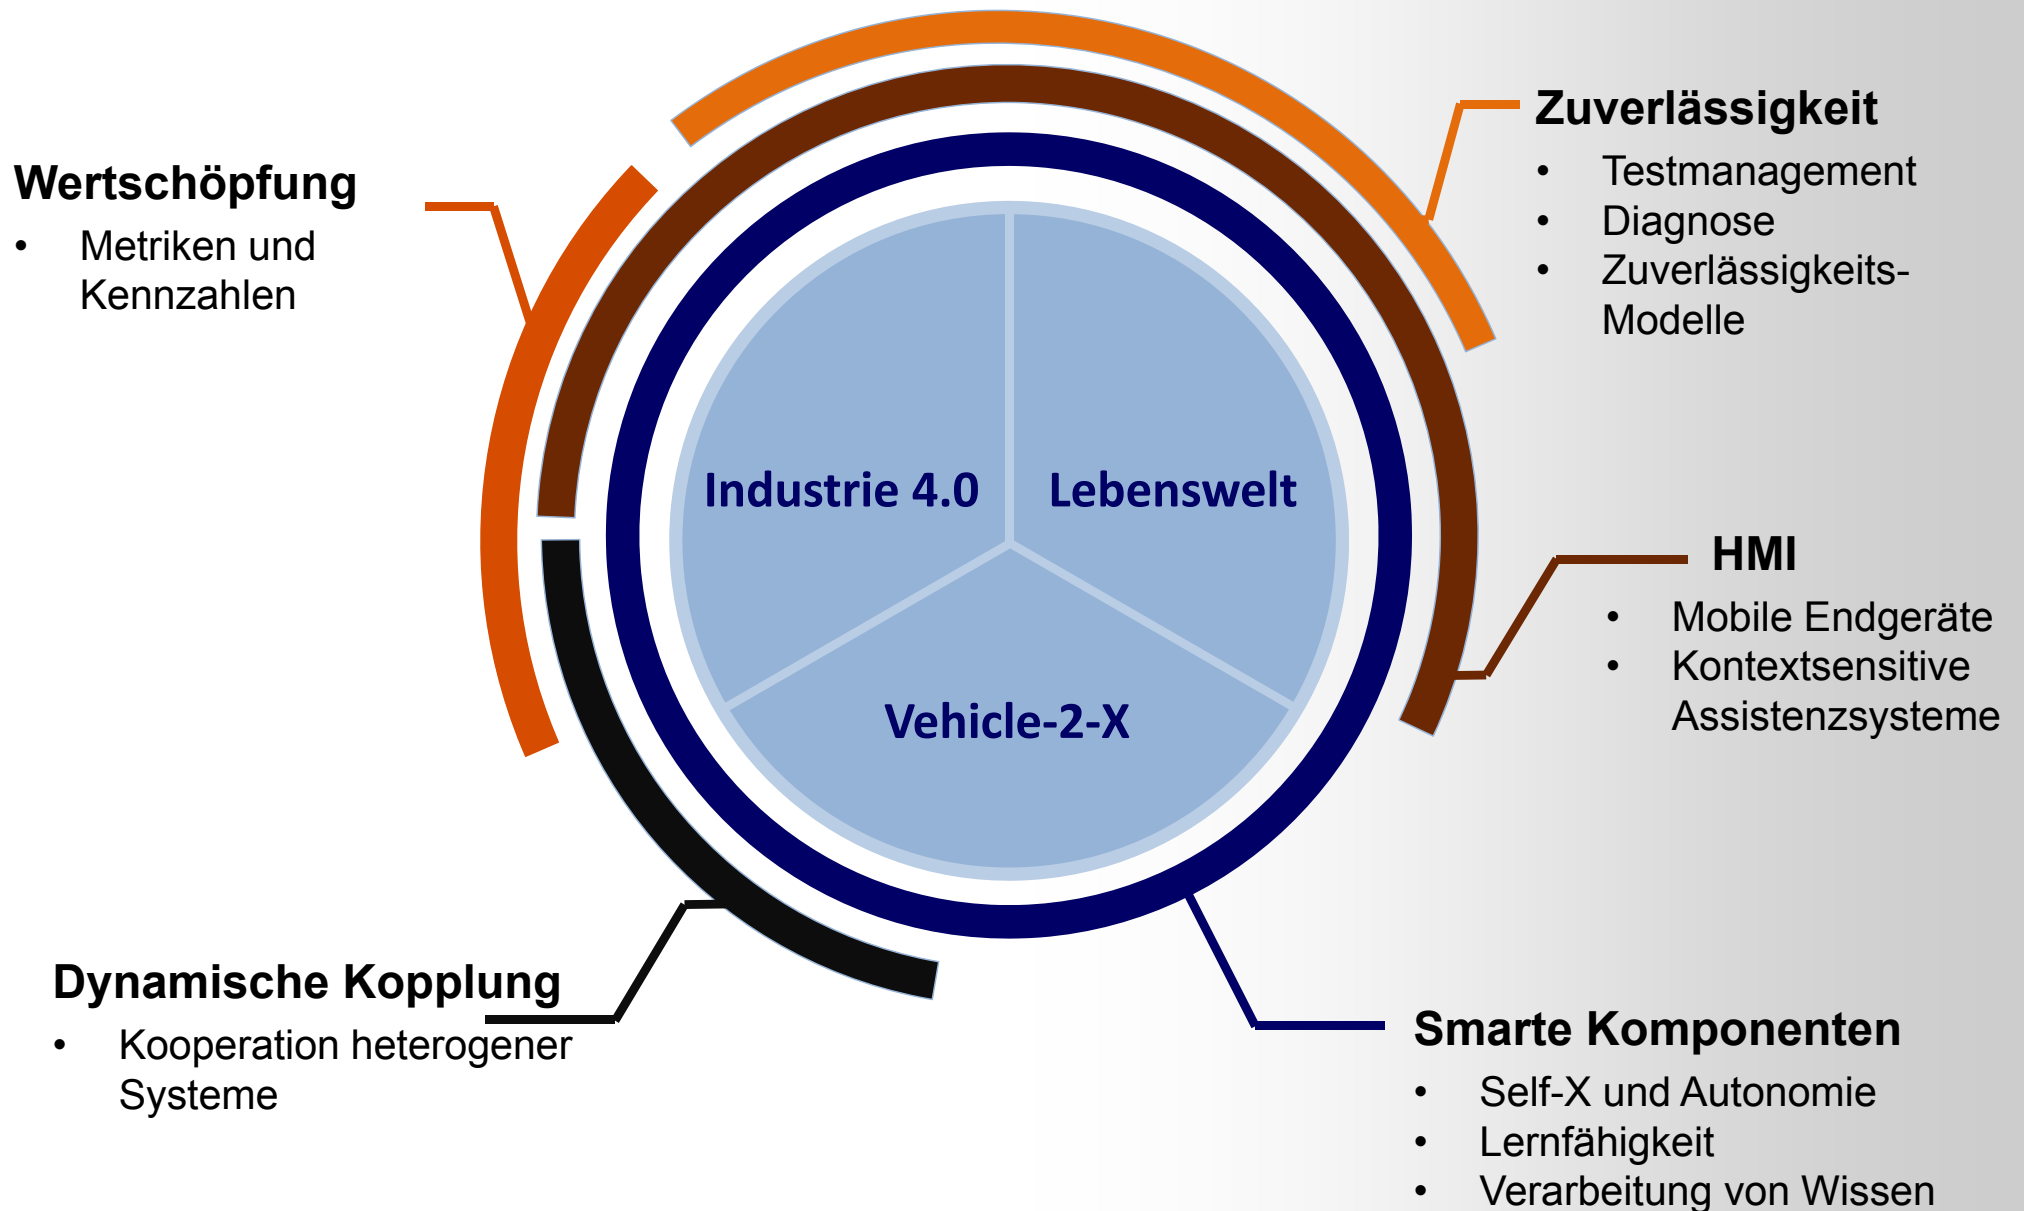 Wertschöpfung
• Metriken und
Kennzahlen
Zuverlässigkeit
• Testmanagement
• Diagnose
• Zuverlässigkeits-
Modelle
Industrie 4.0
Lebenswelt
Vehicle-2-X
HMI
• Mobile Endgeräte
• Kontextsensitive
Assistenzsysteme
Dynamische Kopplung
• Kooperation heterogener
Systeme
Smarte Komponenten
• Self-X und Autonomie
• Lernfähigkeit
• Verarbeitung von Wissen